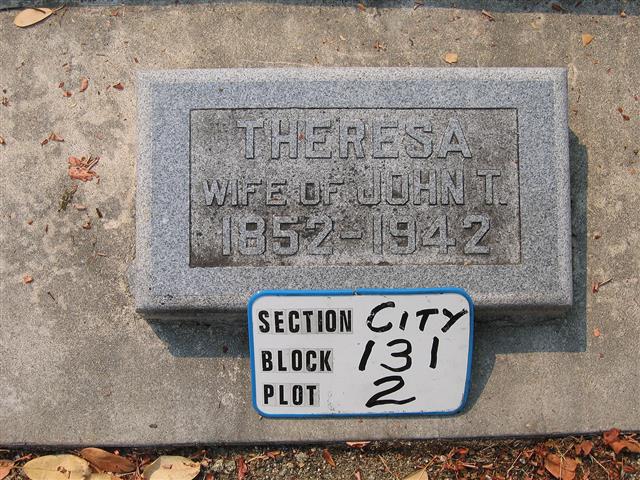 THERESA
WIFE OF JOHN T.
1852-1942
SECTION CITY
BLOCK 131
PLOT 2